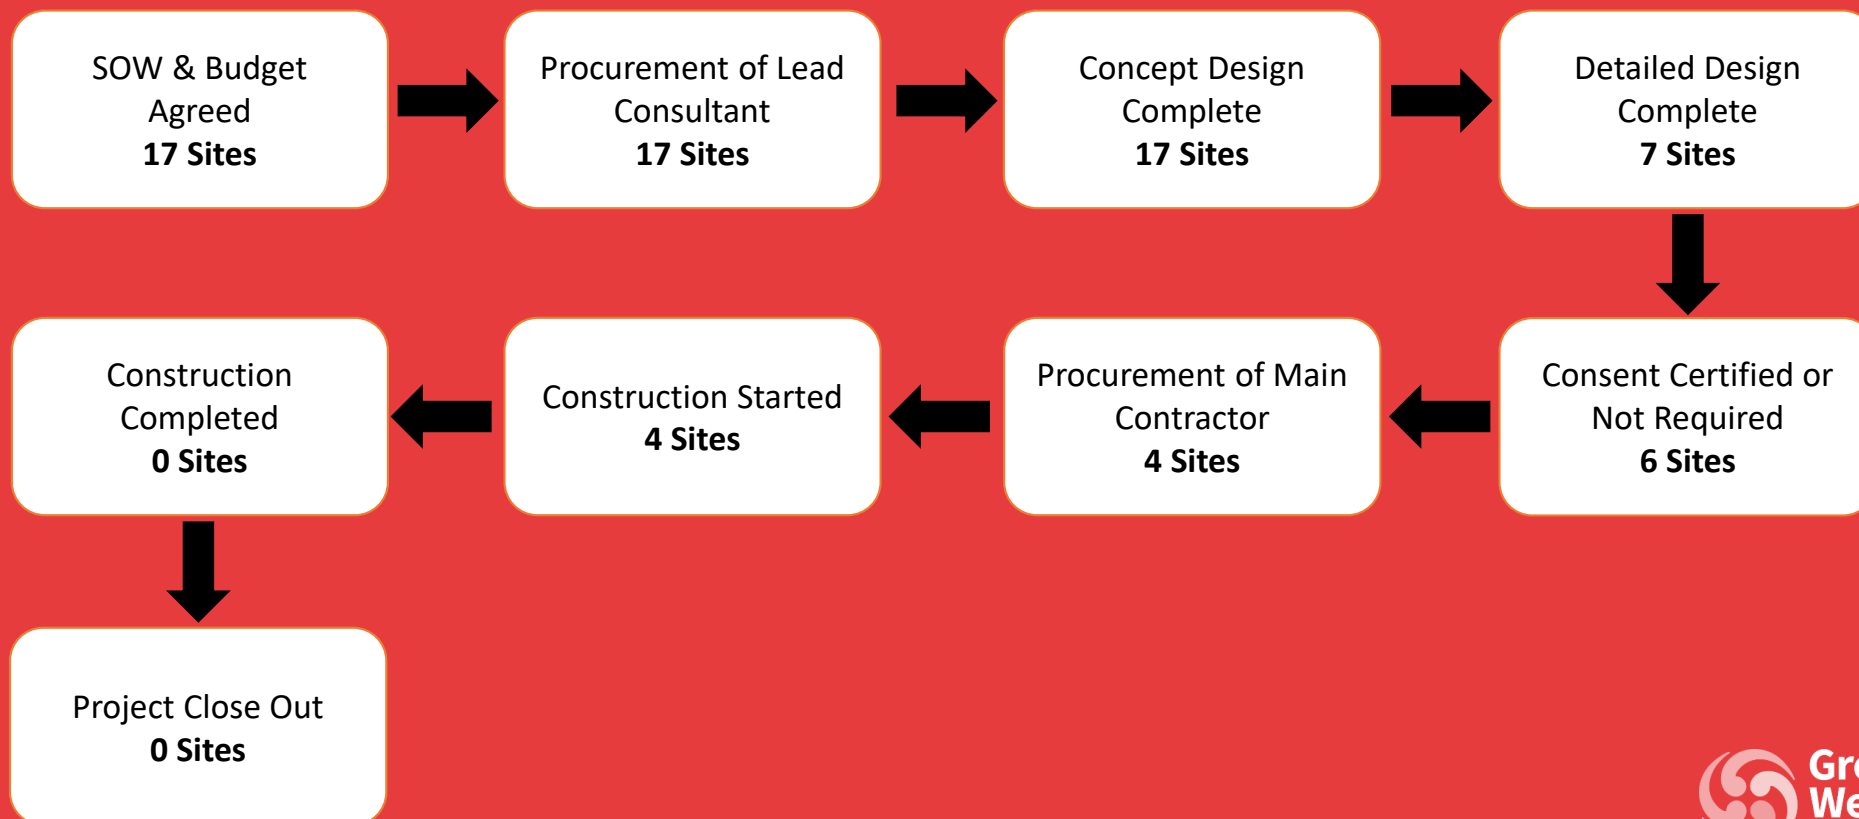 SOW & Budget
Agreed
17 Sites
Procurement of Lead
Consultant
17 Sites
Concept Design
Complete
17 Sites
Detailed Design
Complete
7 Sites
Consent Certified or
Not Required
6 Sites
Procurement of Main
Contractor
4 Sites
Construction Started
4 Sites
Construction
Completed
0 Sites
Project Close Out
0 Sites